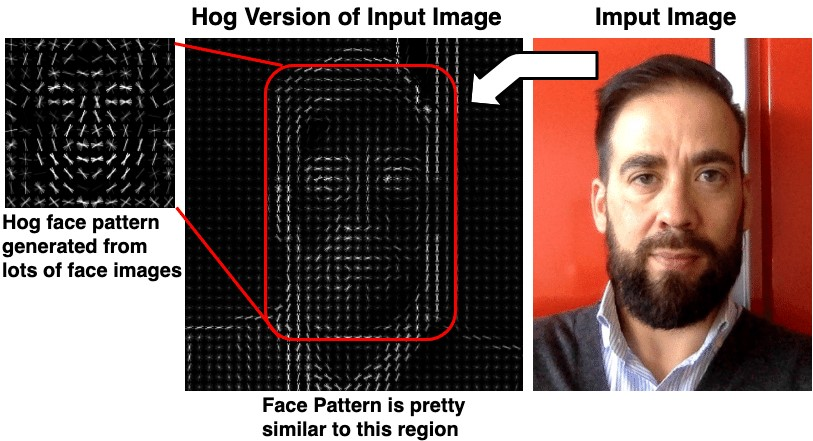 Hog Version of Input Image
Imput Image
Hog face pattern
generated from
lots of face images
Face Pattern is pretty
similar to this region